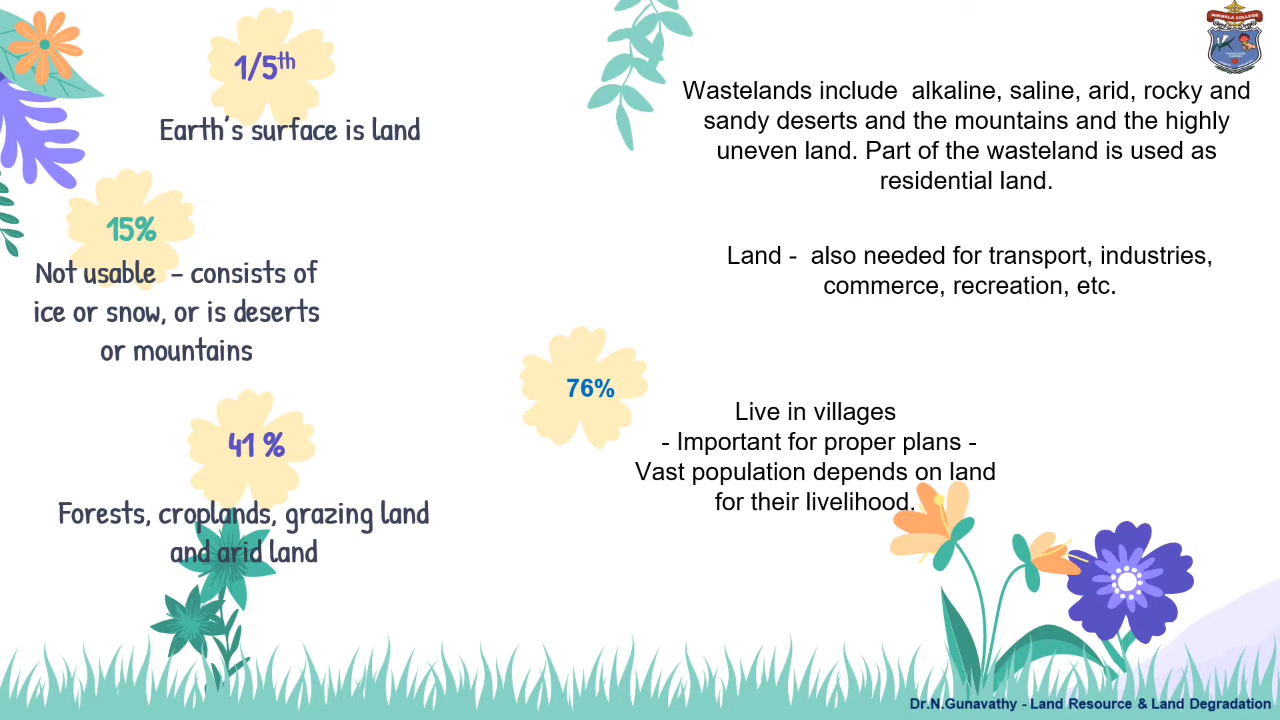 1/5th
Earth's surface is land
15%
Not usable – consists of
ice or snow, or is deserts
or mountains
41 %
Forests, croplands, grazing land
and arid land
Wastelands include alkaline, saline, arid, rocky and
sandy deserts and the mountains and the highly
uneven land. Part of the wasteland is used as
residential land.
Land - also needed for transport, industries,
commerce, recreation, etc.
76%
Live in villages
- Important for proper plans -
Vast population depends on land
for their livelihood.
NIRMALA COLLEGE
Dr.N.Gunavathy - Land Resource & Land Degradation